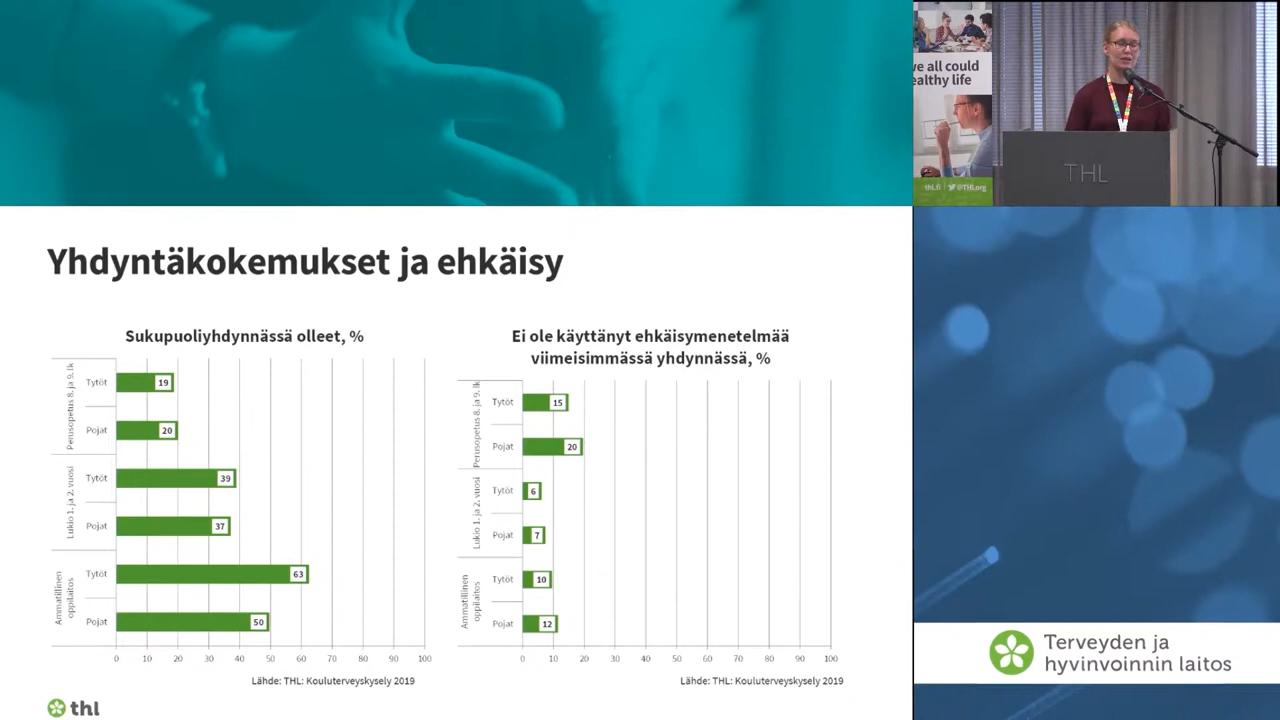 we all could
ealthy life
THL
thl.fi | @THLorg
Yhdyntäkokemukset ja ehkäisy
Sukupuoliyhdynnässä olleet, %
Perusopetus 8. ja 9. lk
Tytöt
19
Pojat
20
Lukio 1. ja 2. vuosi
Tytöt
39
Pojat
37
Ammatillinen
oppilaitos
Tytöt
63
Pojat
50
0 10 20 30 40 50 60 70 80 90 100
Lähde: THL: Kouluterveyskysely 2019
Ei ole käyttänyt ehkäisymenetelmää
viimeisimmässä yhdynnässä, %
Perusopetus 8. ja 9. lk
Tytöt
15
Pojat
20
Lukio 1. ja 2. vuosi
Tytöt
6
Pojat
7
Ammatillinen
oppilaitos
Tytöt
10
Pojat
12
0 10 20 30 40 50 60 70 80 90 100
Lähde: THL: Kouluterveyskysely 2019
thl
Terveyden ja
hyvinvoinnin laitos